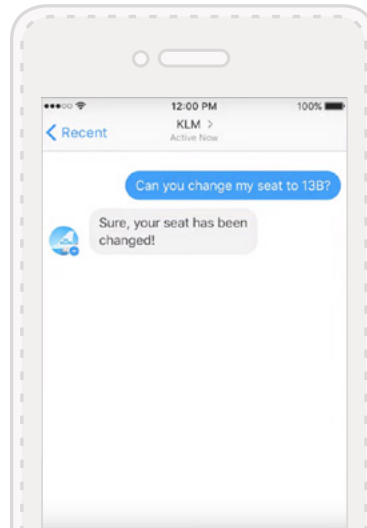 12:00 PM
100%
Recent
KLM >
Active Now
Can you change my seat to 13B?
Sure, your seat has been
changed!